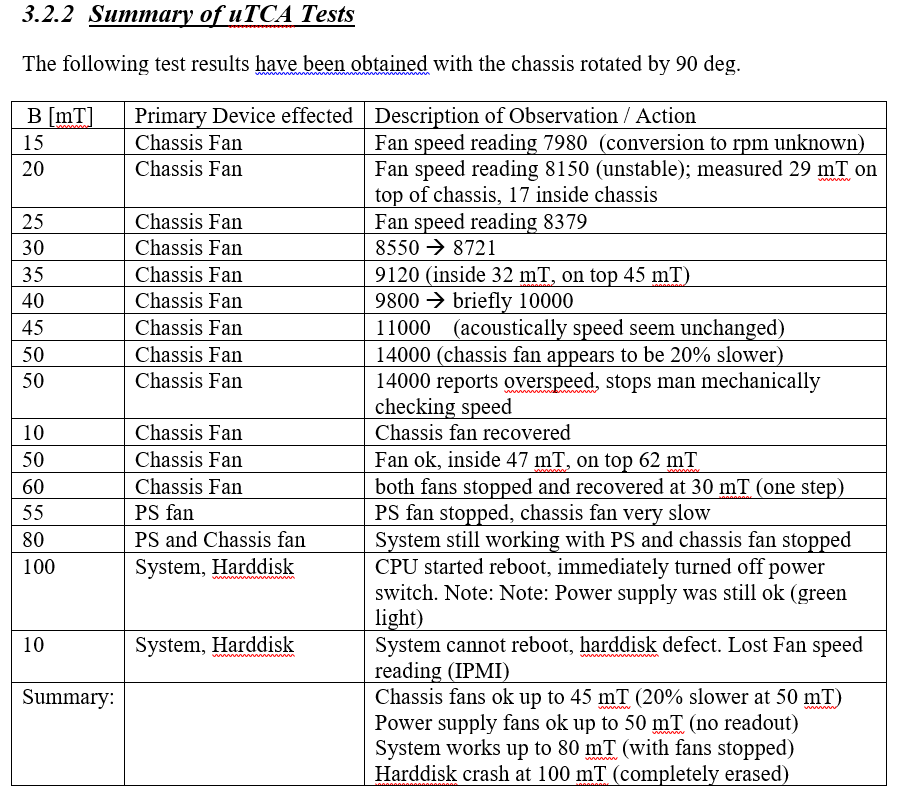 3.2.2 Summary of uTCA Tests
The following test results have been obtained with the chassis rotated by 90 deg.
B [mT] Primary Device effected Description of Observation / Action
15 Chassis Fan Fan speed reading 7980 (conversion to rpm unknown)
20 Chassis Fan Fan speed reading 8150 (unstable); measured 29 mT on
top of chassis, 17 inside chassis
25 Chassis Fan Fan speed reading 8379
30 Chassis Fan 8550 → 8721
35 Chassis Fan 9120 (inside 32 mT, on top 45 mT)
40 Chassis Fan 9800 → briefly 10000
45 Chassis Fan 11000 (acoustically speed seem unchanged)
50 Chassis Fan 14000 (chassis fan appears to be 20% slower)
50 Chassis Fan 14000 reports overspeed, stops man mechanically
checking speed
10 Chassis Fan Chassis fan recovered
50 Chassis Fan Fan ok, inside 47 mT, on top 62 mT
60 Chassis Fan both fans stopped and recovered at 30 mT (one step)
55 PS fan PS fan stopped, chassis fan very slow
80 PS and Chassis fan System still working with PS and chassis fan stopped
100 System, Harddisk CPU started reboot, immediately turned off power
switch. Note: Note: Power supply was still ok (green
light)
10 System, Harddisk System cannot reboot, harddisk defect. Lost Fan speed
reading (IPMI)
Summary: Chassis fans ok up to 45 mT (20% slower at 50 mT)
Power supply fans ok up to 50 mT (no readout)
System works up to 80 mT (with fans stopped)
Harddisk crash at 100 mT (completely erased)